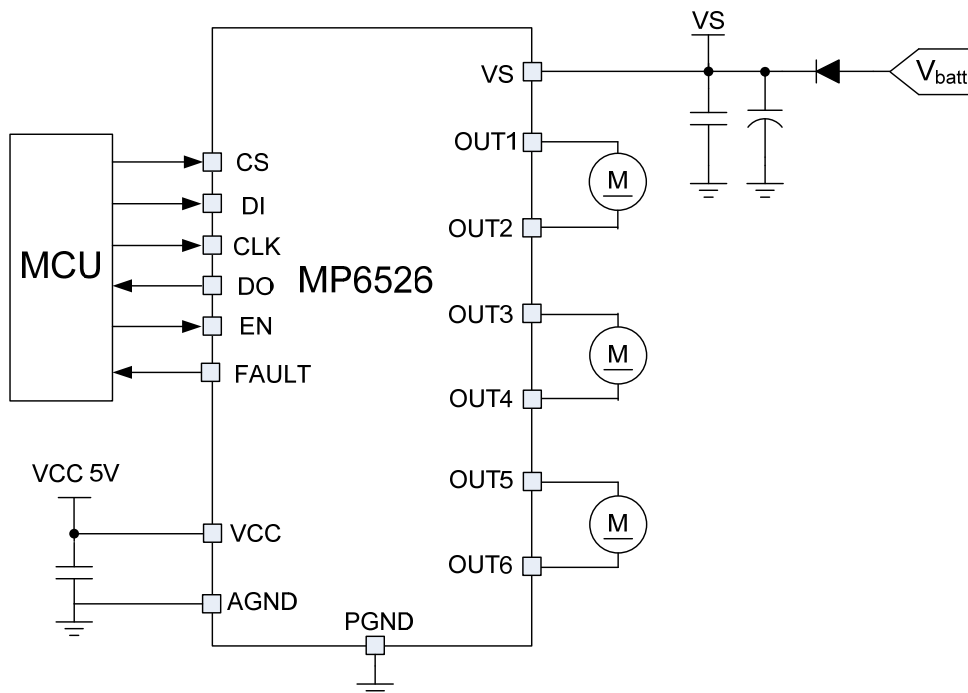 VS
VS
V_batt
OUT1
M
OUT2
CS
DI
CLK
DO
EN
FAULT
MCU
MP6526
OUT3
M
OUT4
VCC 5V
OUT5
M
OUT6
VCC
AGND
PGND